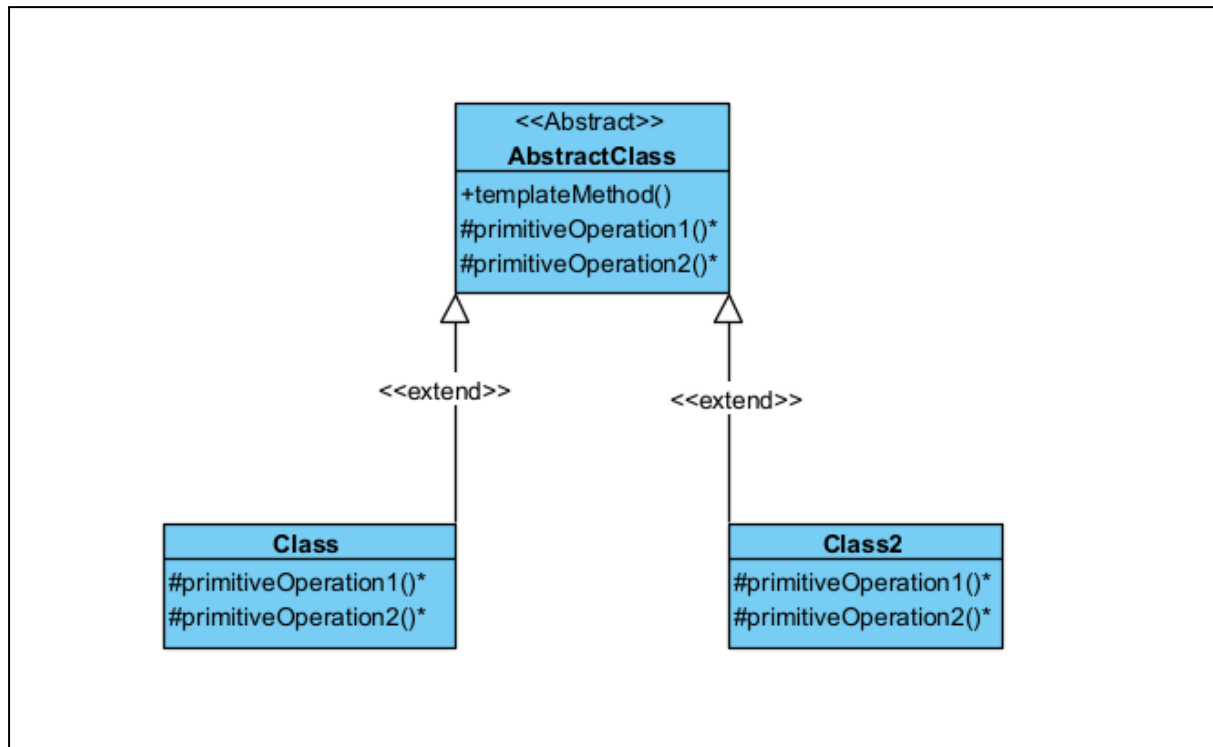 <<Abstract>>
AbstractClass
+templateMethod()
#primitiveOperation1()*
#primitiveOperation2()*
<<extend>>
<<extend>>
Class
#primitiveOperation1()*
#primitiveOperation2()*
Class2
#primitiveOperation1()*
#primitiveOperation2()*